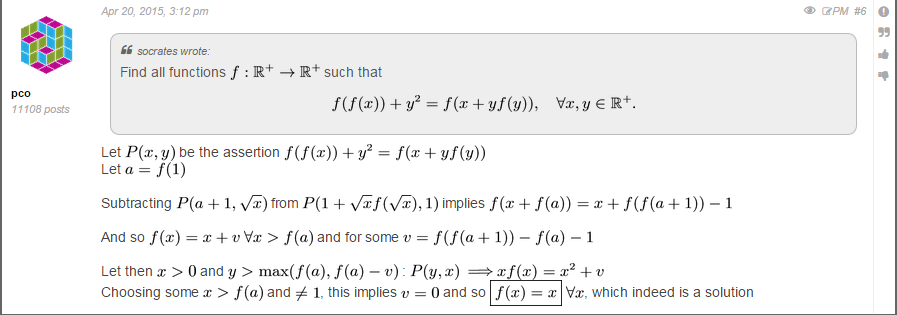 Apr 20, 2015, 3:12 pm
PM #6
pco
11108 posts
socrates wrote:
Find all functions f : ℝ⁺ → ℝ⁺ such that
f(f(x)) + y² = f(x + yf(y)), ∀x, y ∈ ℝ⁺.
Let P(x, y) be the assertion f(f(x)) + y² = f(x + yf(y))
Let a = f(1)
Subtracting P(a + 1, √x) from P(1 + √xf(√x), 1) implies f(x + f(a)) = x + f(f(a + 1)) − 1
And so f(x) = x + v ∀x > f(a) and for some v = f(f(a + 1)) − f(a) − 1
Let then x > 0 and y > max(f(a), f(a) − v) : P(y, x) ⟹ xf(x) = x² + v
Choosing some x > f(a) and ≠ 1, this implies v = 0 and so f(x) = x ∀x, which indeed is a solution